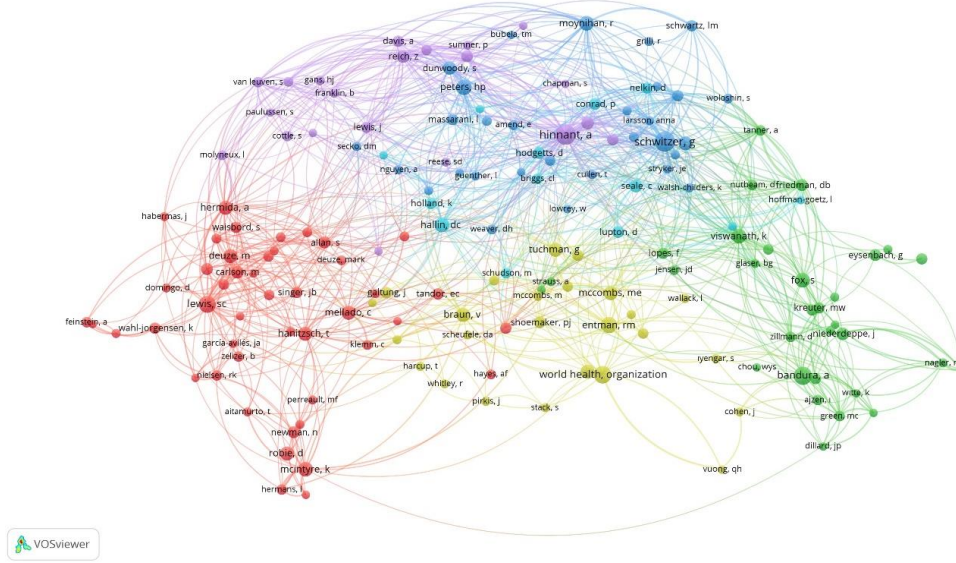 moynihan, r
schwartz, lm
bubela, tm
davis, a
sumner, p
grilli, r
reich, z
dunwoody, s
van leuven, s
gans, hj
peters, hp
chapman, s
nelkin, d
franklin, b
woloshin, s
conrad, p
paulussen, s
massarani, l
amend, e
larsson, anna
lewis, j
tanner, a
cottle, s
hinnant, a
schwitzer, g
secko, dm
hodgetts, d
stryker, je
molyneux, l
reese, sd
nguyen, a
guenther, l
briggs, cl
cullen, t
seale, c
walsh-childers, k
nutbeam, d
friedman, db
hoffman-goetz, l
holland, k
hermida, a
lowrey, w
habermas, j
waisbord, s
hallin, dc
weaver, dh
lupton, d
viswanath, k
allan, s
tuchman, g
deuze, m
deuze, mark
lopes, f
eysenbach, g
carlson, m
schudson, m
jensen, jd
glaser, bg
strauss, a
fox, s
domingo, d
singer, jb
galtung, j
tandoc, ec
mccombs, m
mccombs, me
wallack, l
lewis, sc
mellado, c
kreuter, mw
braun, v
feinstein, a
wahl-jorgensen, k
shoemaker, pj
entman, rm
hanitzsch, t
scheufele, da
zillmann, d
niederdeppe, j
garcía-avilés, ja
klemm, c
zelizer, b
iyengar, s
harcup, t
chou, wys
nielsen, rk
hayes, af
world health, organization
bandura, a
whitley, r
witte, k
perreault, mf
pirkis, j
ajzen, i
aitamurto, t
stack, s
cohen, j
green, mc
newman, n
dillard, jp
robie, d
mcintyre, k
vuong, qh
VOSviewer